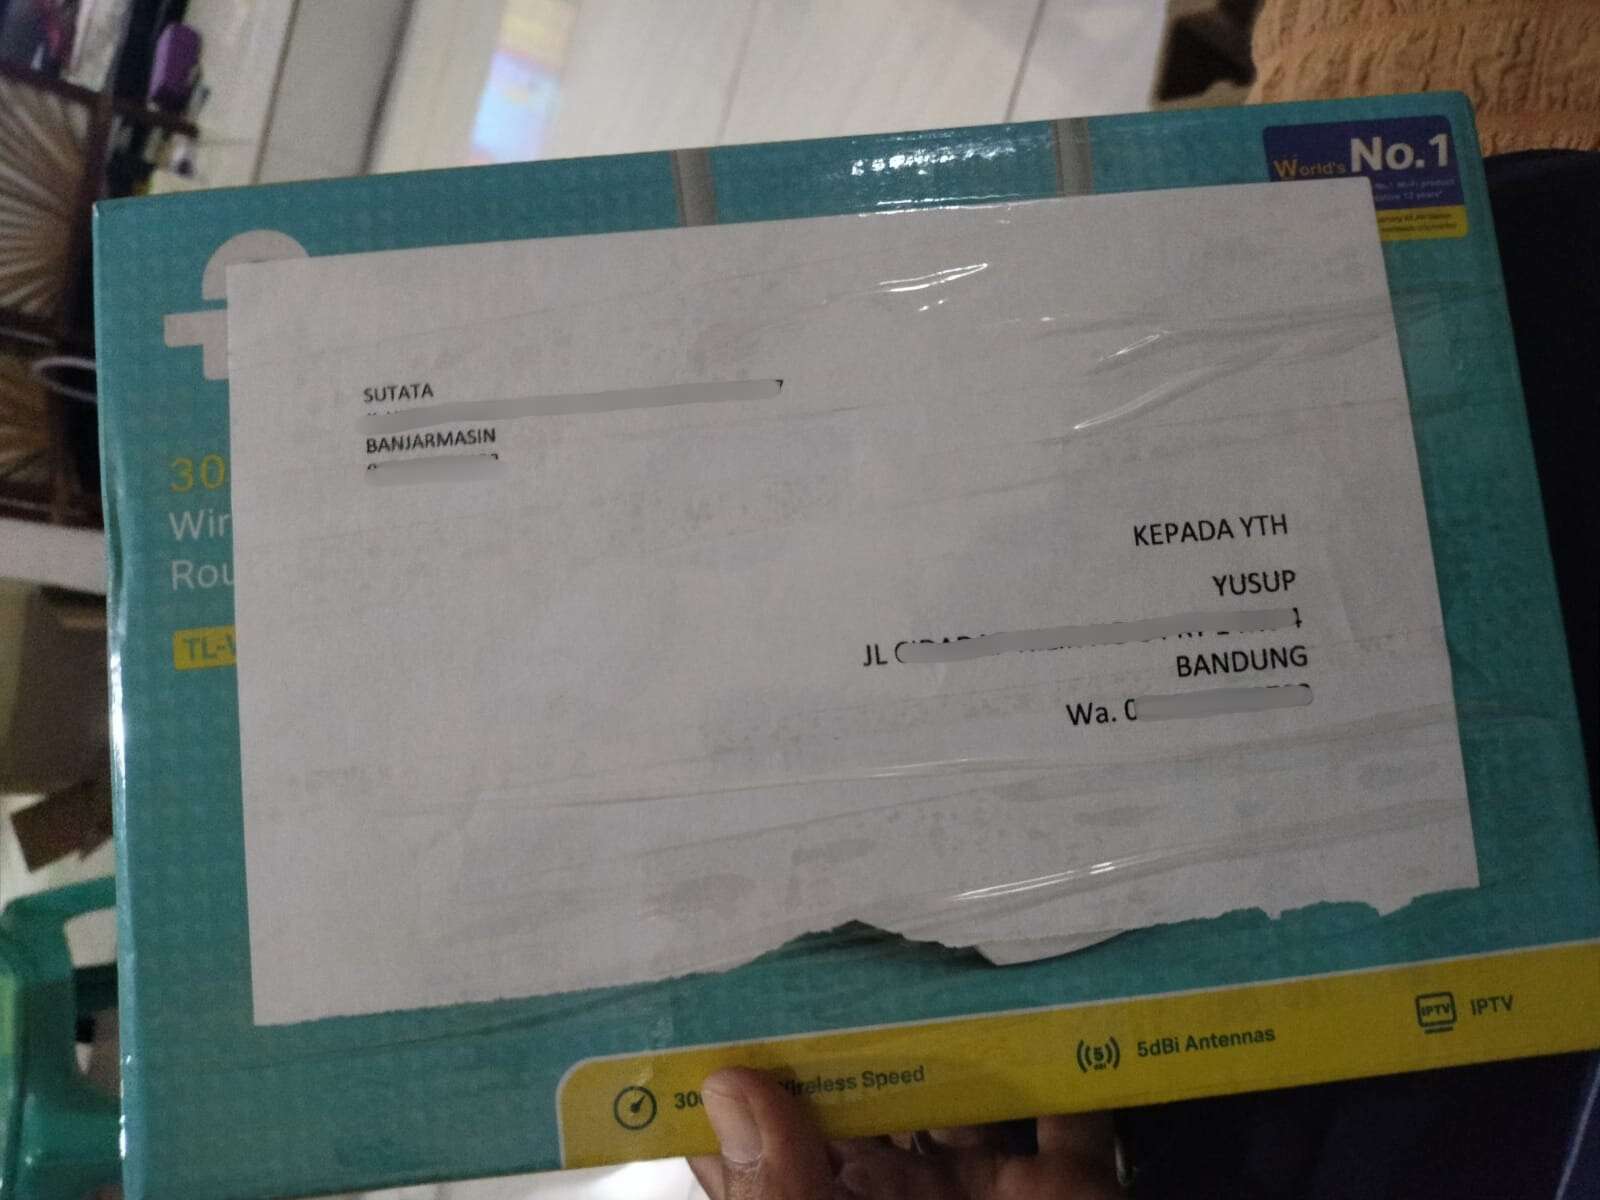 World's No.1
SUTATA
BANJARMASIN
KEPADA YTH
YUSUP
JL
BANDUNG
Wa. 0
30
Wir
Rou
TL-
30
Wireless Speed
5dBi Antennas
IPTV
IPTV